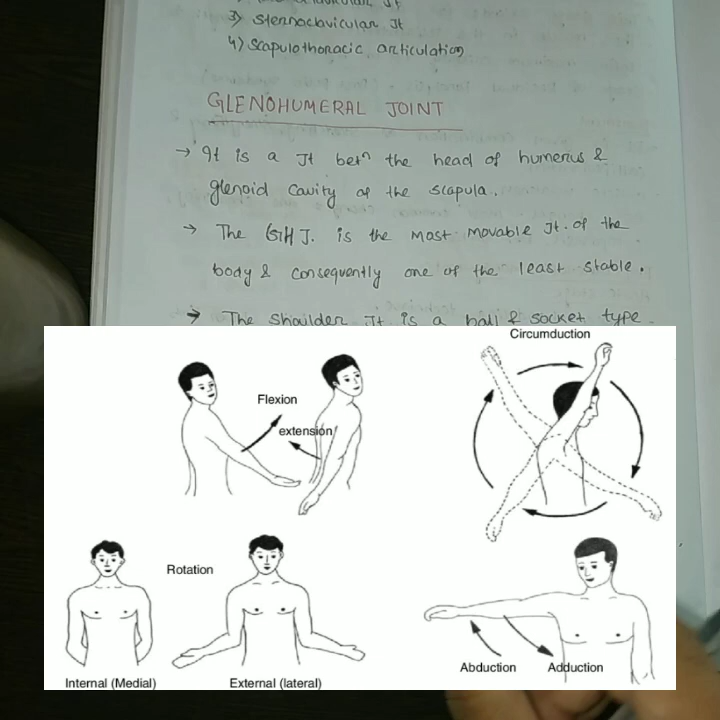 3) Sternoclavicular Jt
4) Scapulothoracic articulation
GLENOHUMERAL JOINT
→ It is a Jt betn the head of humerus &
glenoid cavity of the scapula.
→ The GHJ. is the most movable Jt. of the
body & consequently one of the least stable.
→ The shoulder Jt is a ball & socket type
Circumduction
Flexion
extension
Rotation
Internal (Medial)
External (lateral)
Abduction
Adduction